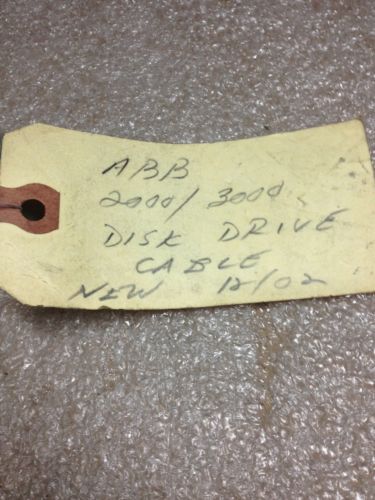 ABB
2000/3000
DISK DRIVE
CABLE
NEW 12/02